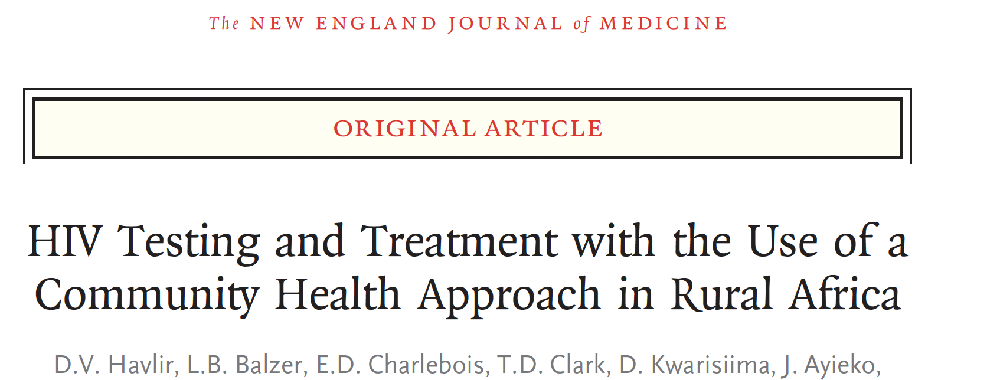 The NEW ENGLAND JOURNAL of MEDICINE
ORIGINAL ARTICLE
HIV Testing and Treatment with the Use of a
Community Health Approach in Rural Africa
D.V. Havlir, L.B. Balzer, E.D. Charlebois, T.D. Clark, D. Kwarisiima, J. Ayieko,